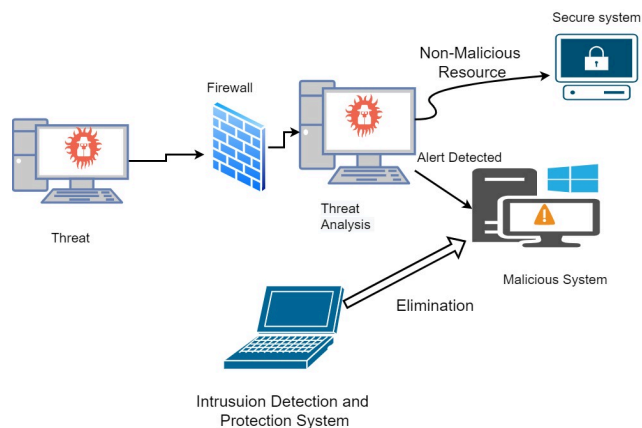 Secure system
Non-Malicious
Resource
Firewall
Alert Detected
Threat
Threat
Analysis
Malicious System
Elimination
Intrusuion Detection and
Protection System